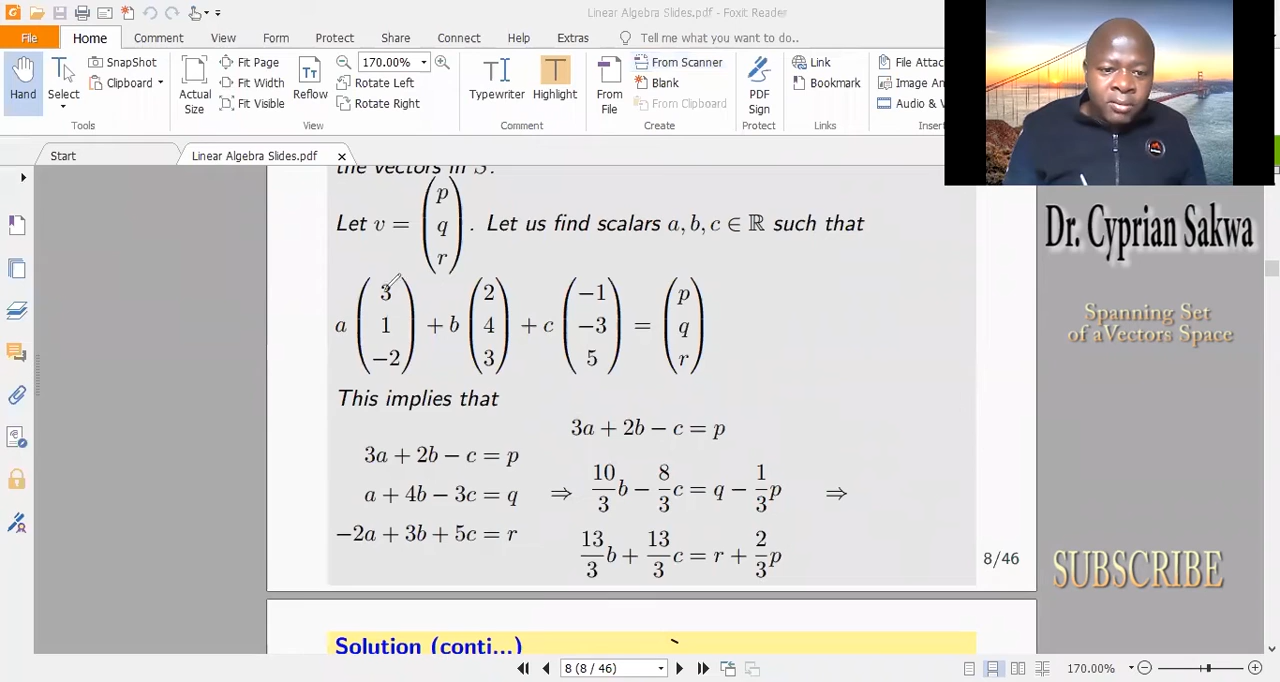 Linear Algebra Slides.pdf - Foxit Reader
File Home Comment View Form Protect Share Connect Help Extras Tell me what you want to do..
Hand
Select
SnapShot
Clipboard
Tools
Actual Size
Fit Page
Fit Width
Fit Visible
Reflow
170.00%
Rotate Left
Rotate Right
View
Typewriter
Highlight
Comment
From File
From Scanner
Blank
From Clipboard
Create
PDF Sign
Protect
Link
Bookmark
Links
File Attac
Image An
Audio & V
Insert
Start
Linear Algebra Slides.pdf
the vectors in S.
Let v = (p q r). Let us find scalars a, b, c ∈ ℝ such that
a (3 1 −2) + b (2 4 3) + c (−1 −3 5) = (p q r)
This implies that
3a + 2b − c = p
a + 4b − 3c = q
−2a + 3b + 5c = r
⇒
3a + 2b − c = p
10/3 b − 8/3 c = q − 1/3 p
13/3 b + 13/3 c = r + 2/3 p
⇒
8/46
Solution (conti...)
Dr. Cyprian Sakwa
Spanning Set
of aVectors Space
SUBSCRIBE
8 (8 / 46)
170.00%